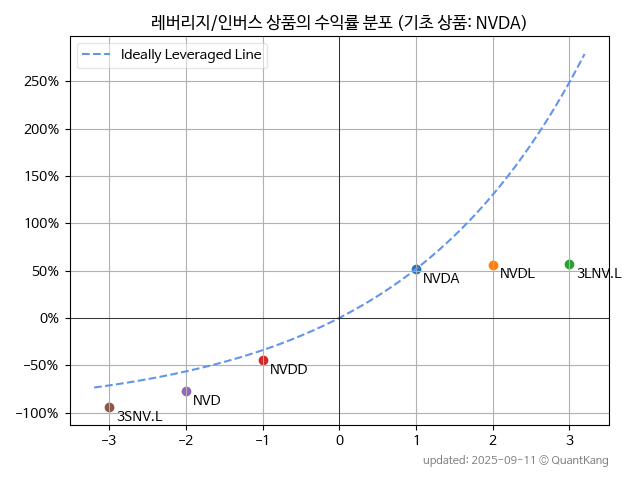 레버리지/인버스 상품의 수익률 분포 (기초 상품: NVDA)
Ideally Leveraged Line
250%
200%
150%
100%
50%
0%
−50%
−100%
NVDA
NVDL
3LNV.L
NVDD
NVD
3SNV.L
−3 −2 −1 0 1 2 3
updated: 2025-09-11 © QuantKang